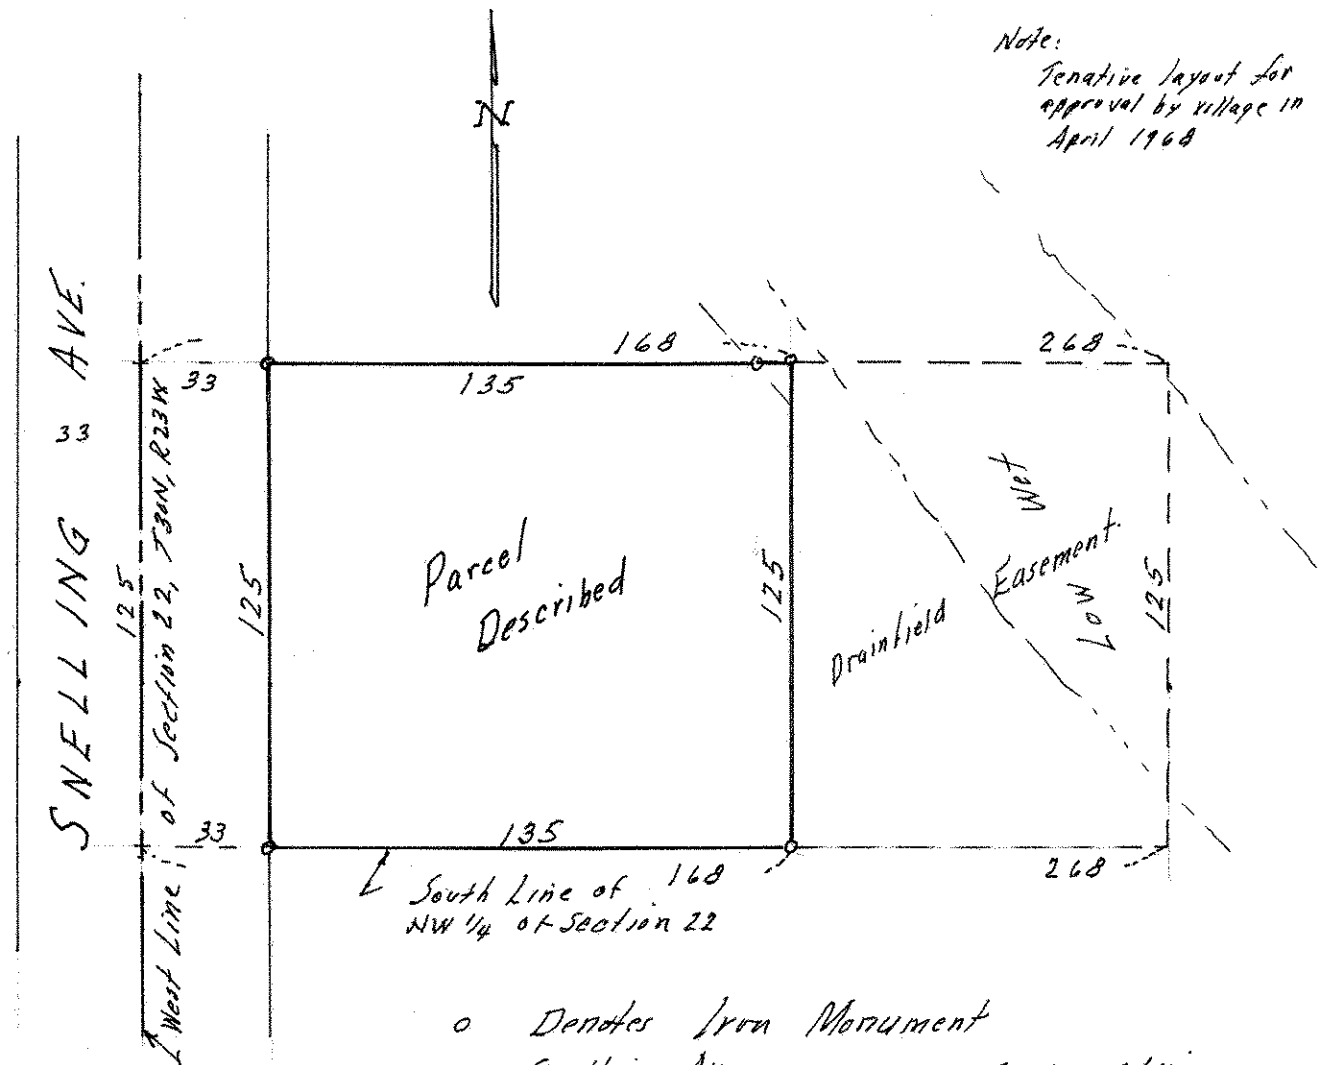 Note:
Tenative layout for
approval by village in
April 1968
N
SNELLING AVE.
33
168
268
33
135
125
West Line of Section 22, T30N, R23W
125
Parcel
Described
125
Drainfield
Easement
Wet
Low
125
33
135
168
268
South Line of
NW 1/4 of Section 22
o Denotes Iron Monument